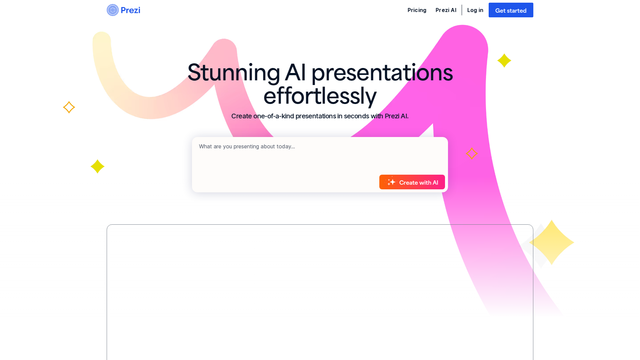 Prezi
Pricing
Prezi AI
Log in
Get started
Stunning AI presentations
effortlessly
Create one-of-a-kind presentations in seconds with Prezi AI.
What are you presenting about today...
Create with AI